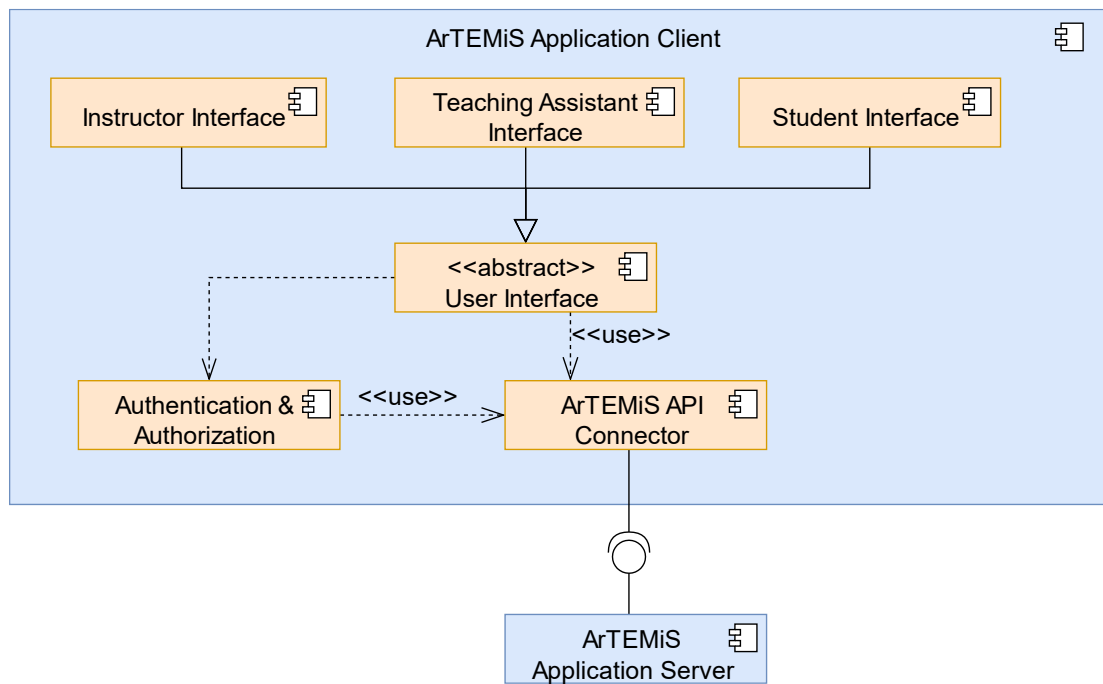 ArTEMiS Application Client
Instructor Interface
Teaching Assistant
Interface
Student Interface
<<abstract>>
User Interface
<<use>>
Authentication &
Authorization
<<use>>
ArTEMiS API
Connector
ArTEMiS
Application Server